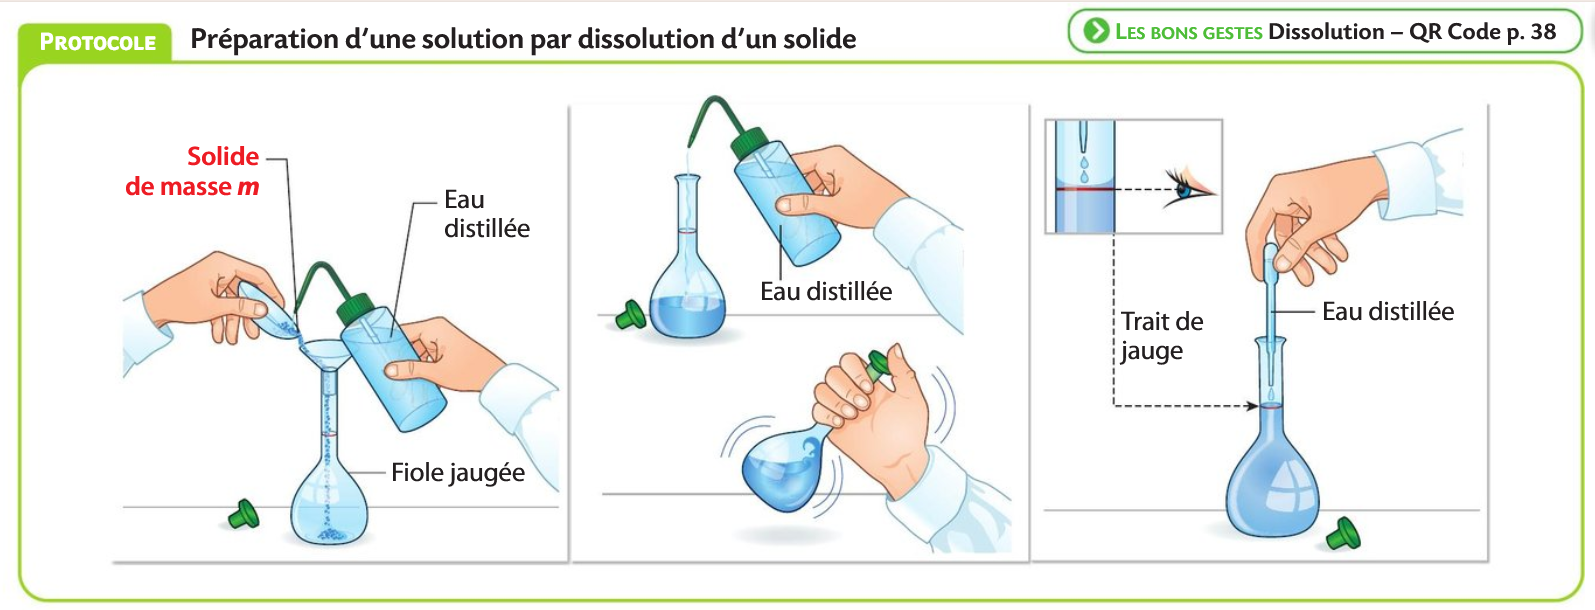 PROTOCOLE
Préparation d’une solution par dissolution d’un solide
LES BONS GESTES Dissolution – QR Code p. 38
Solide
de masse m
Eau
distillée
Fiole jaugée
Eau distillée
Trait de
jauge
Eau distillée